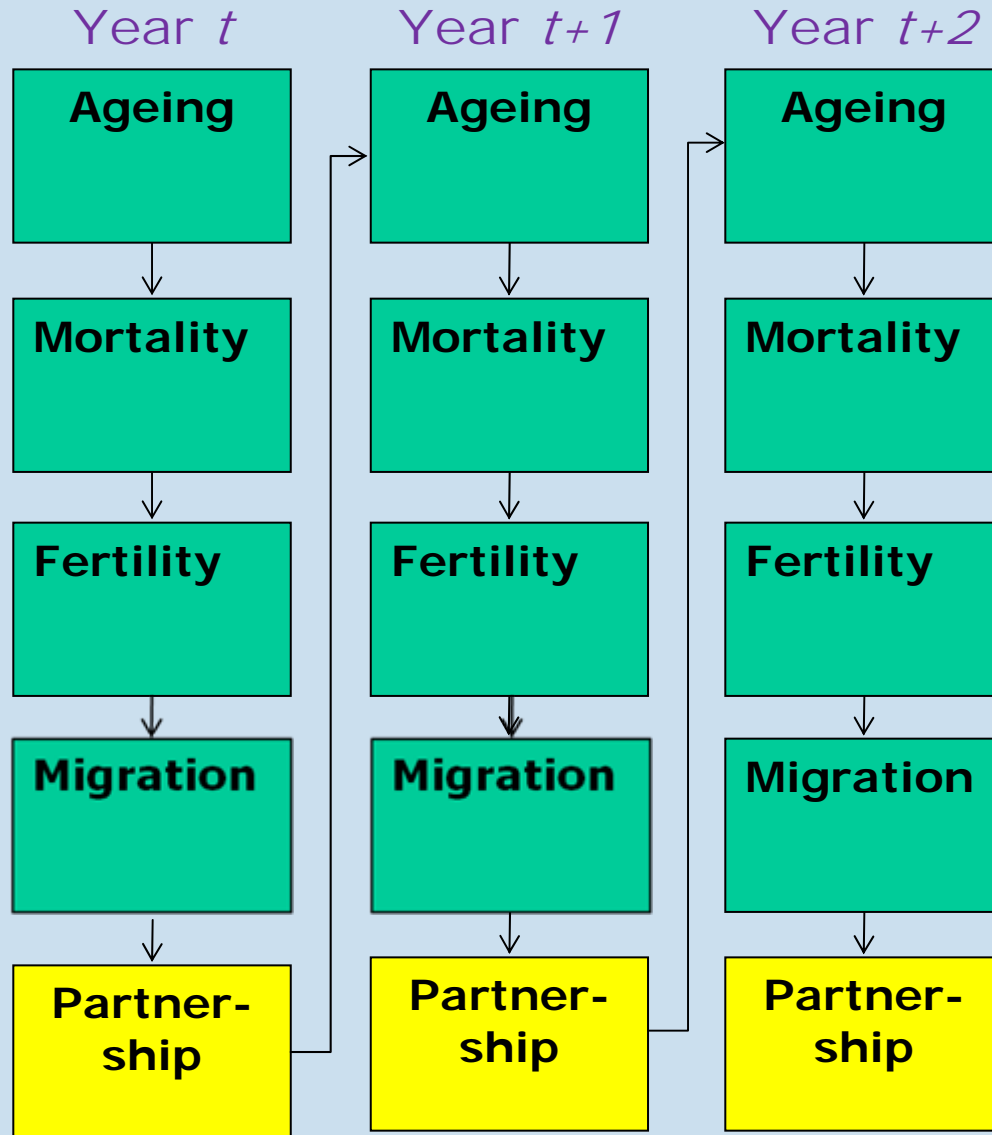 Year t
Ageing
Mortality
Fertility
Migration
Partner-
ship
Year t+1
Ageing
Mortality
Fertility
Migration
Partner-
ship
Year t+2
Ageing
Mortality
Fertility
Migration
Partner-
ship